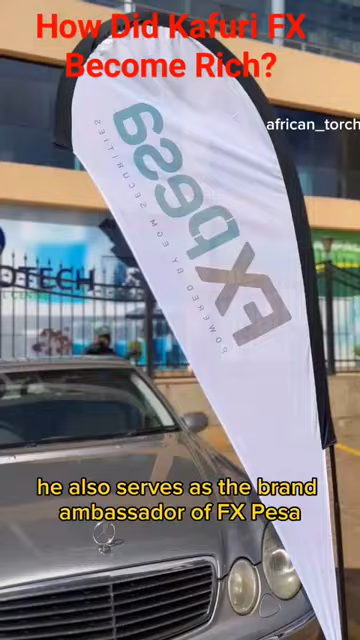 How Did Kafuri FX
Become Rich?
african_torch
FXpesa
POWERED BY EGM SECURITIES
OTECH
he also serves as the brand
ambassador of FX Pesa